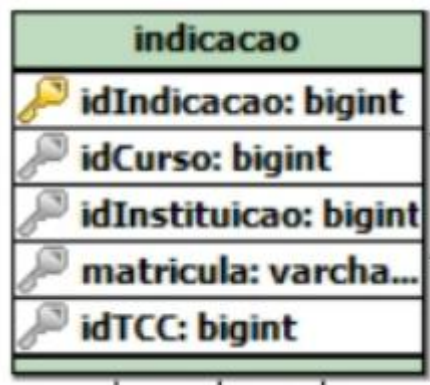 indicacao
idIndicacao: bigint
idCurso: bigint
idInstituicao: bigint
matricula: varcha...
idTCC: bigint